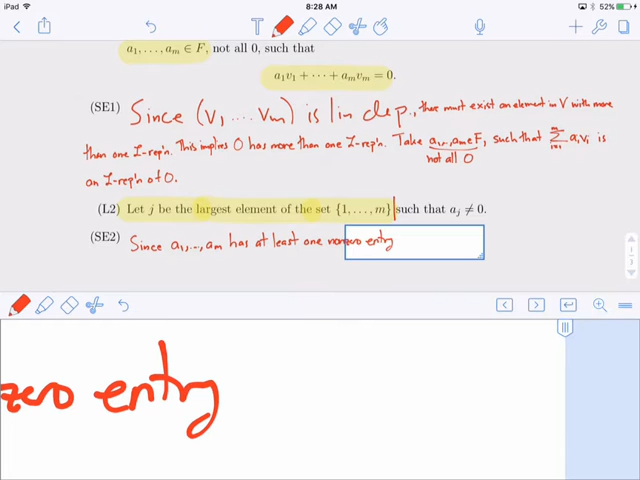 iPad
8:28 AM
52%
a1, . . . , am ∈ F, not all 0, such that
a1v1 + · · · + amvm = 0.
(SE1) Since (v1 ... vm) is lin dep., there must exist an element in V with more
than one L-rep'n. This implies 0 has more than one L-rep'n. Take a1,..,am∈F, such that ∑ aivi is
not all 0
an L-rep'n of 0.
(L2) Let j be the largest element of the set {1, . . . , m} such that aj ≠ 0.
(SE2) Since a1,...,am has at least one nonzero entry
1/3
zero entry